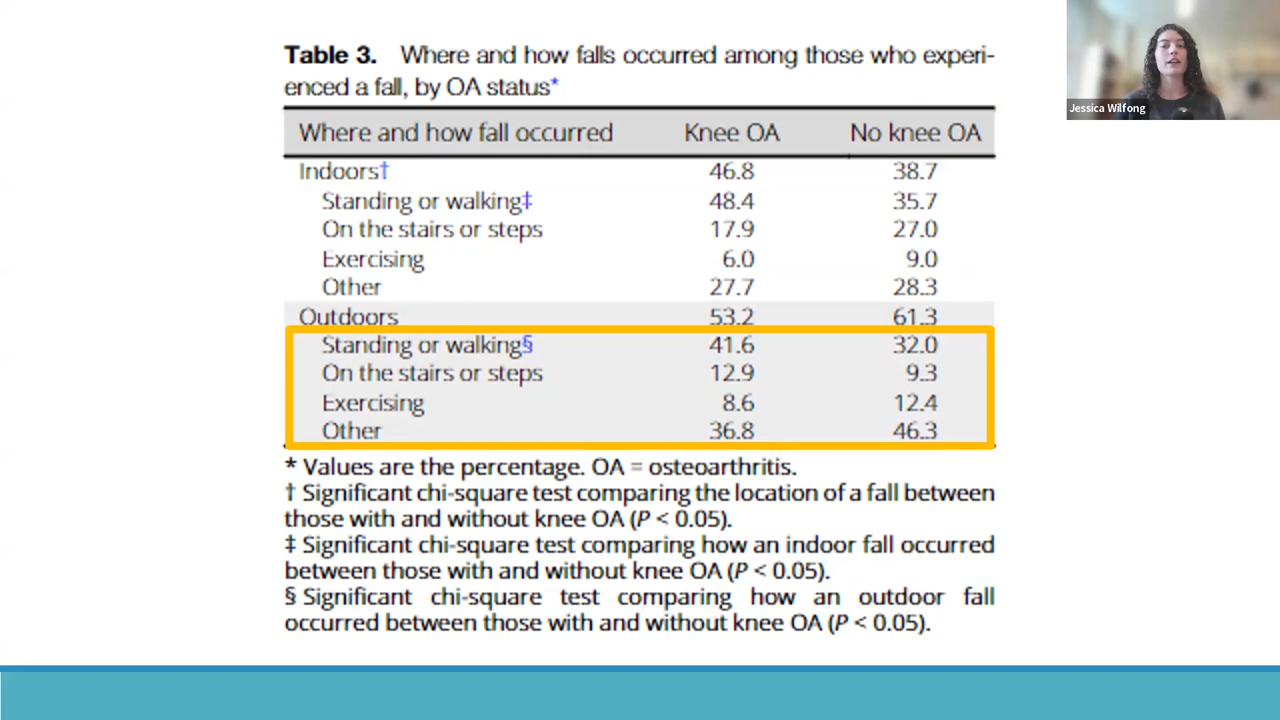 Table 3. Where and how falls occurred among those who experi-
enced a fall, by OA status*
Where and how fall occurred Knee OA No knee OA
Indoors† 46.8 38.7
Standing or walking‡ 48.4 35.7
On the stairs or steps 17.9 27.0
Exercising 6.0 9.0
Other 27.7 28.3
Outdoors 53.2 61.3
Standing or walking§ 41.6 32.0
On the stairs or steps 12.9 9.3
Exercising 8.6 12.4
Other 36.8 46.3
* Values are the percentage. OA = osteoarthritis.
† Significant chi-square test comparing the location of a fall between
those with and without knee OA (P < 0.05).
‡ Significant chi-square test comparing how an indoor fall occurred
between those with and without knee OA (P < 0.05).
§ Significant chi-square test comparing how an outdoor fall
occurred between those with and without knee OA (P < 0.05).
Jessica Wilfong